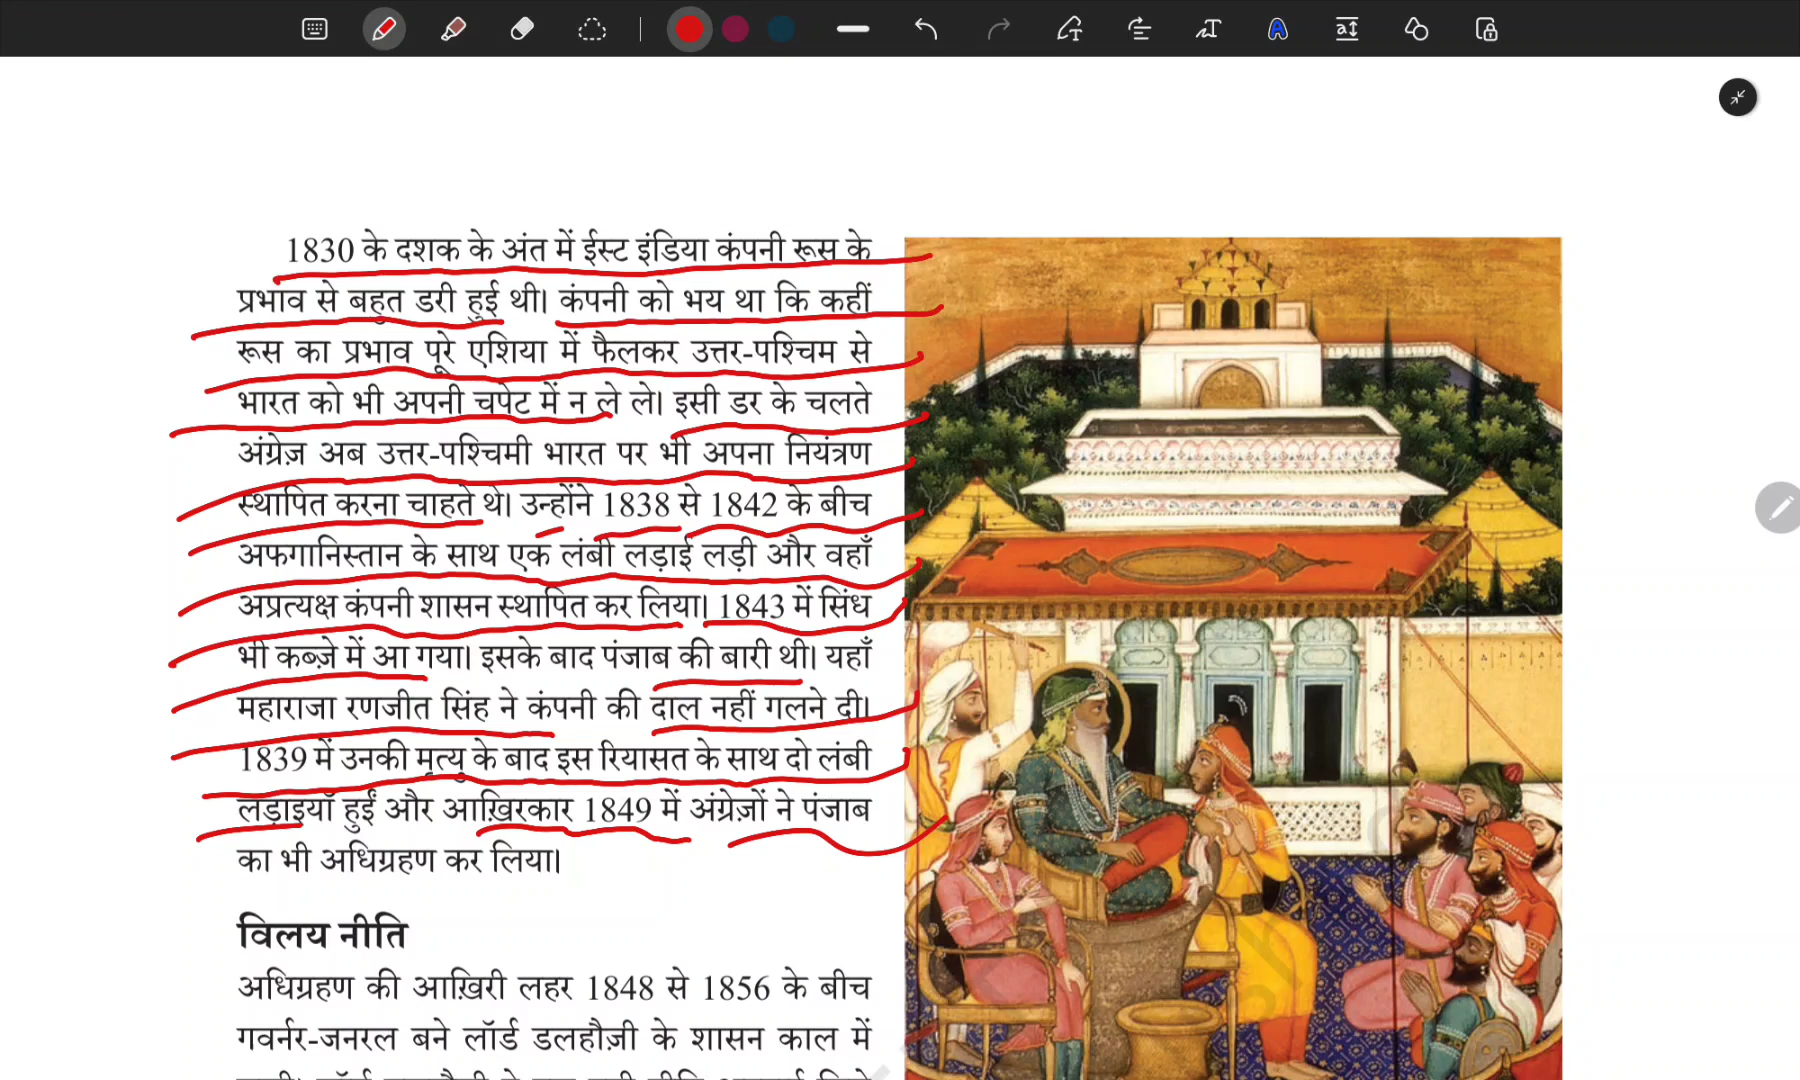 1830 के दशक के अंत में ईस्ट इंडिया कंपनी रूस के
प्रभाव से बहुत डरी हुई थी। कंपनी को भय था कि कहीं
रूस का प्रभाव पूरे एशिया में फैलकर उत्तर-पश्चिम से
भारत को भी अपनी चपेट में न ले ले। इसी डर के चलते
अंग्रेज़ अब उत्तर-पश्चिमी भारत पर भी अपना नियंत्रण
स्थापित करना चाहते थे। उन्होंने 1838 से 1842 के बीच
अफगानिस्तान के साथ एक लंबी लड़ाई लड़ी और वहाँ
अप्रत्यक्ष कंपनी शासन स्थापित कर लिया। 1843 में सिंध
भी कब्ज़े में आ गया। इसके बाद पंजाब की बारी थी। यहाँ
महाराजा रणजीत सिंह ने कंपनी की दाल नहीं गलने दी।
1839 में उनकी मृत्यु के बाद इस रियासत के साथ दो लंबी
लड़ाइयाँ हुईं और आख़िरकार 1849 में अंग्रेज़ों ने पंजाब
का भी अधिग्रहण कर लिया।
विलय नीति
अधिग्रहण की आख़िरी लहर 1848 से 1856 के बीच
गवर्नर-जनरल बने लॉर्ड डलहौज़ी के शासन काल में